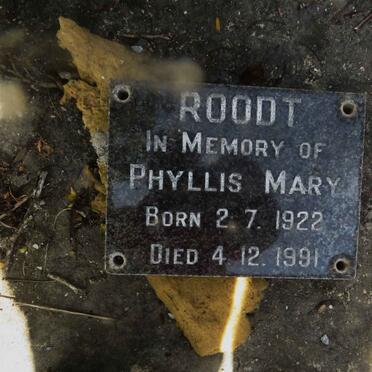 ROODT
IN MEMORY OF
PHYLLIS MARY
BORN 2. 7. 1922
DIED 4. 12. 1991